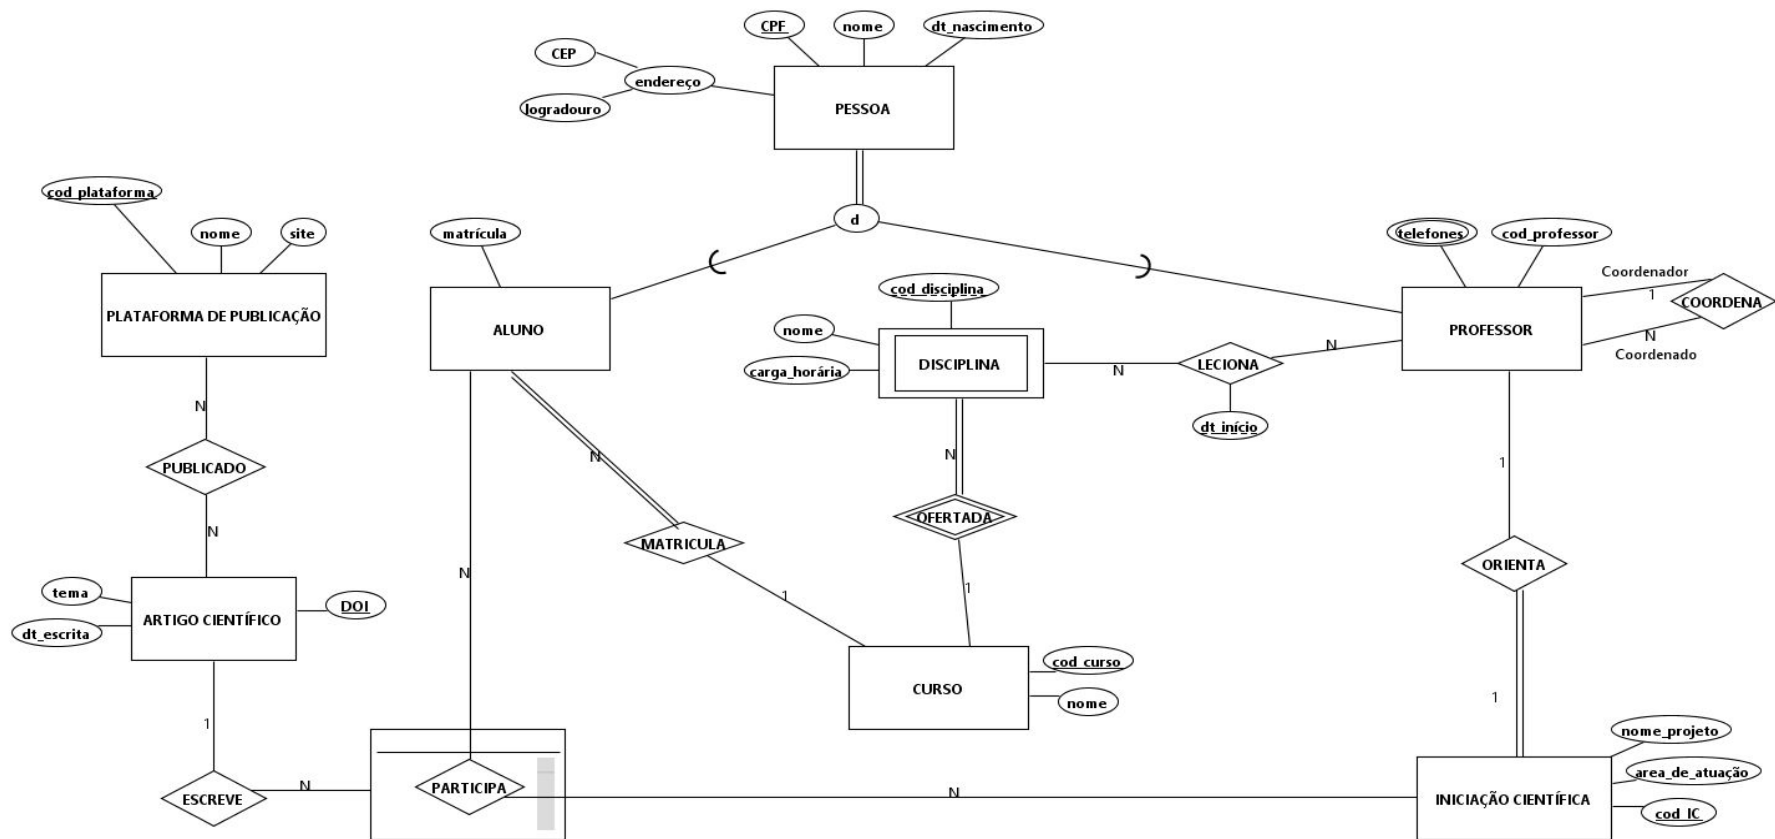 CPF
nome
dt_nascimento
CEP
endereço
logradouro
PESSOA
cod_plataforma
nome
site
matrícula
d
telefones
cod_professor
Coordenador
1
COORDENA
N
Coordenado
PLATAFORMA DE PUBLICAÇÃO
ALUNO
cod_disciplina
nome
carga_horária
DISCIPLINA
N
LECIONA
N
PROFESSOR
dt_início
N
PUBLICADO
N
N
MATRICULA
1
N
OFERTADA
1
1
ORIENTA
1
N
tema
dt_escrita
ARTIGO CIENTÍFICO
DOI
CURSO
cod_curso
nome
1
ESCREVE
N
PARTICIPA
N
nome_projeto
area_de_atuação
cod_IC
INICIAÇÃO CIENTÍFICA